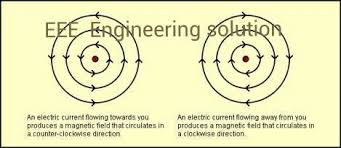 EEE Engineering solution
An electric current flowing towards you
produces a magnetic field that circulates in
a counter-clockwise direction.
An electric current flowing away from you
produces a magnetic field that circulates in
a clockwise direction.